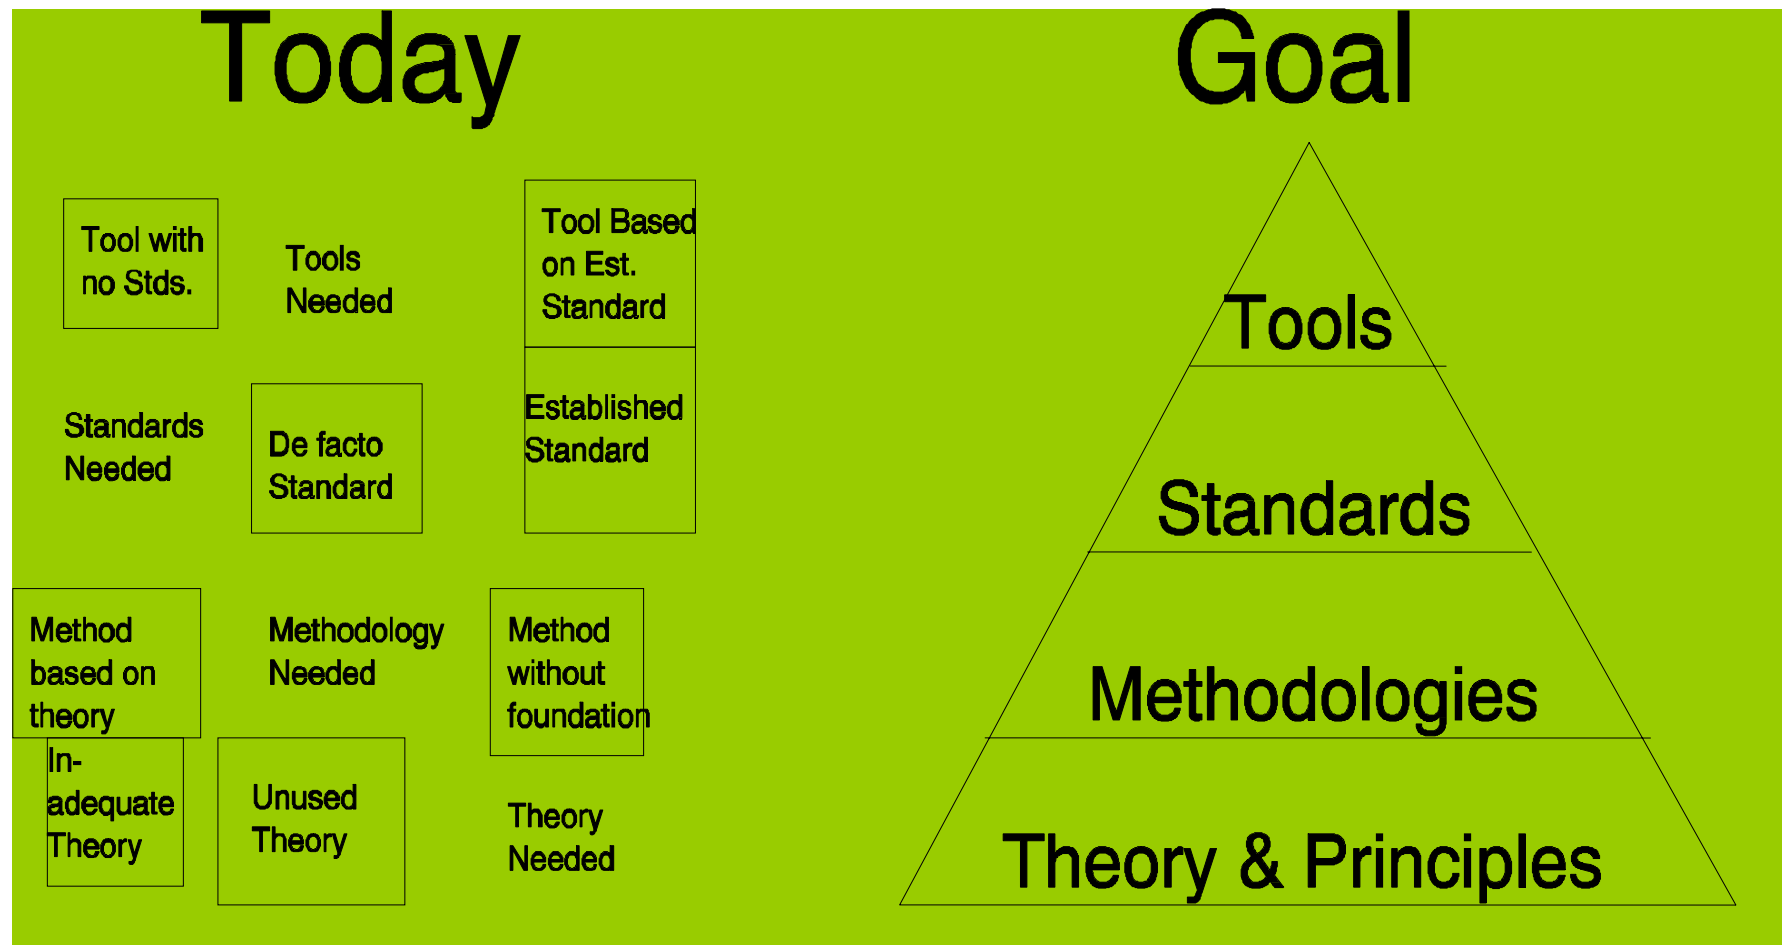 Today
Goal
Tool with
no Stds.
Tools
Needed
Tool Based
on Est.
Standard
Standards
Needed
De facto
Standard
Established
Standard
Method
based on
theory
Methodology
Needed
Method
without
foundation
In-
adequate
Theory
Unused
Theory
Theory
Needed
Tools
Standards
Methodologies
Theory & Principles